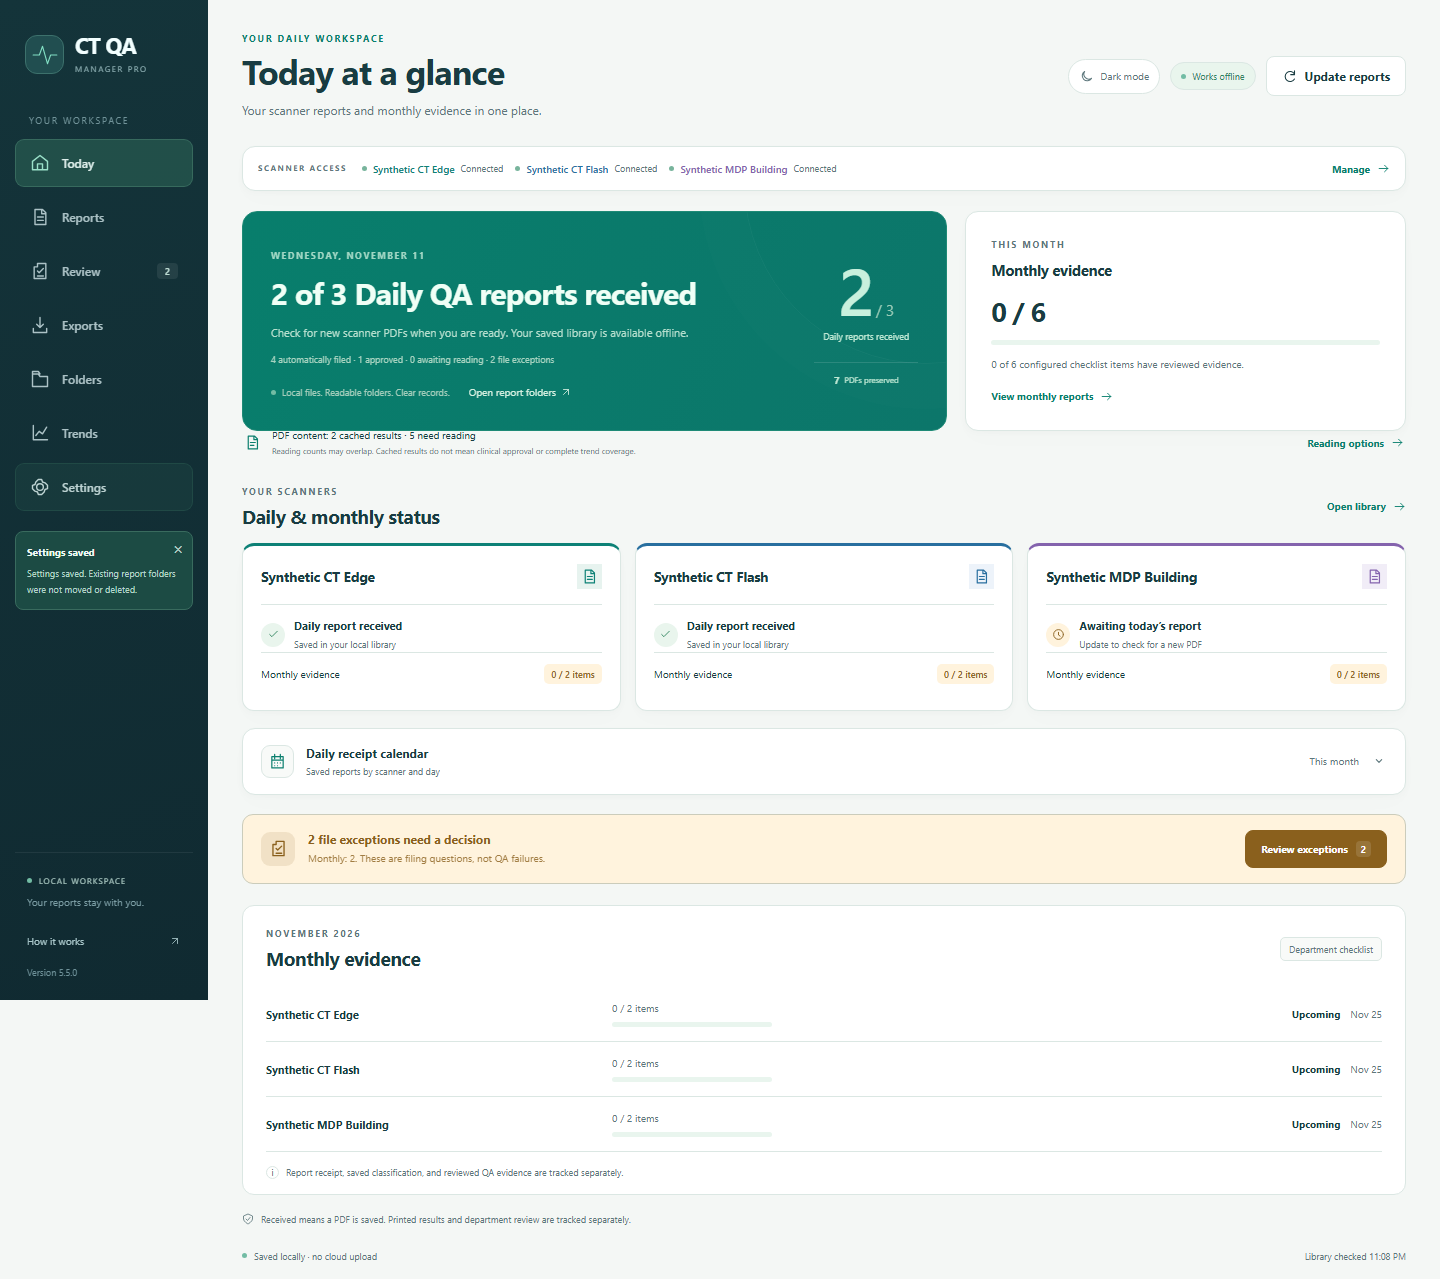 CT QA
MANAGER PRO
YOUR WORKSPACE
Today
Reports
Review 2
Exports
Folders
Trends
Settings
Settings saved
Settings saved. Existing report folders
were not moved or deleted.
LOCAL WORKSPACE
Your reports stay with you.
How it works
Version 5.5.0
YOUR DAILY WORKSPACE
Today at a glance
Your scanner reports and monthly evidence in one place.
Dark mode
Works offline
Update reports
SCANNER ACCESS Synthetic CT Edge Connected Synthetic CT Flash Connected Synthetic MDP Building Connected Manage
WEDNESDAY, NOVEMBER 11
2 of 3 Daily QA reports received
Check for new scanner PDFs when you are ready. Your saved library is available offline.
4 automatically filed · 1 approved · 0 awaiting reading · 2 file exceptions
Local files. Readable folders. Clear records. Open report folders
2 / 3
Daily reports received
7 PDFs preserved
THIS MONTH
Monthly evidence
0 / 6
0 of 6 configured checklist items have reviewed evidence.
View monthly reports
PDF content: 2 cached results · 5 need reading
Reading counts may overlap. Cached results do not mean clinical approval or complete trend coverage.
Reading options
YOUR SCANNERS
Daily & monthly status
Open library
Synthetic CT Edge
Daily report received
Saved in your local library
Monthly evidence 0 / 2 items
Synthetic CT Flash
Daily report received
Saved in your local library
Monthly evidence 0 / 2 items
Synthetic MDP Building
Awaiting today's report
Update to check for a new PDF
Monthly evidence 0 / 2 items
Daily receipt calendar
Saved reports by scanner and day
This month
2 file exceptions need a decision
Monthly: 2. These are filing questions, not QA failures.
Review exceptions 2
NOVEMBER 2026
Monthly evidence
Department checklist
Synthetic CT Edge 0 / 2 items Upcoming Nov 25
Synthetic CT Flash 0 / 2 items Upcoming Nov 25
Synthetic MDP Building 0 / 2 items Upcoming Nov 25
Report receipt, saved classification, and reviewed QA evidence are tracked separately.
Received means a PDF is saved. Printed results and department review are tracked separately.
Saved locally · no cloud upload
Library checked 11:08 PM